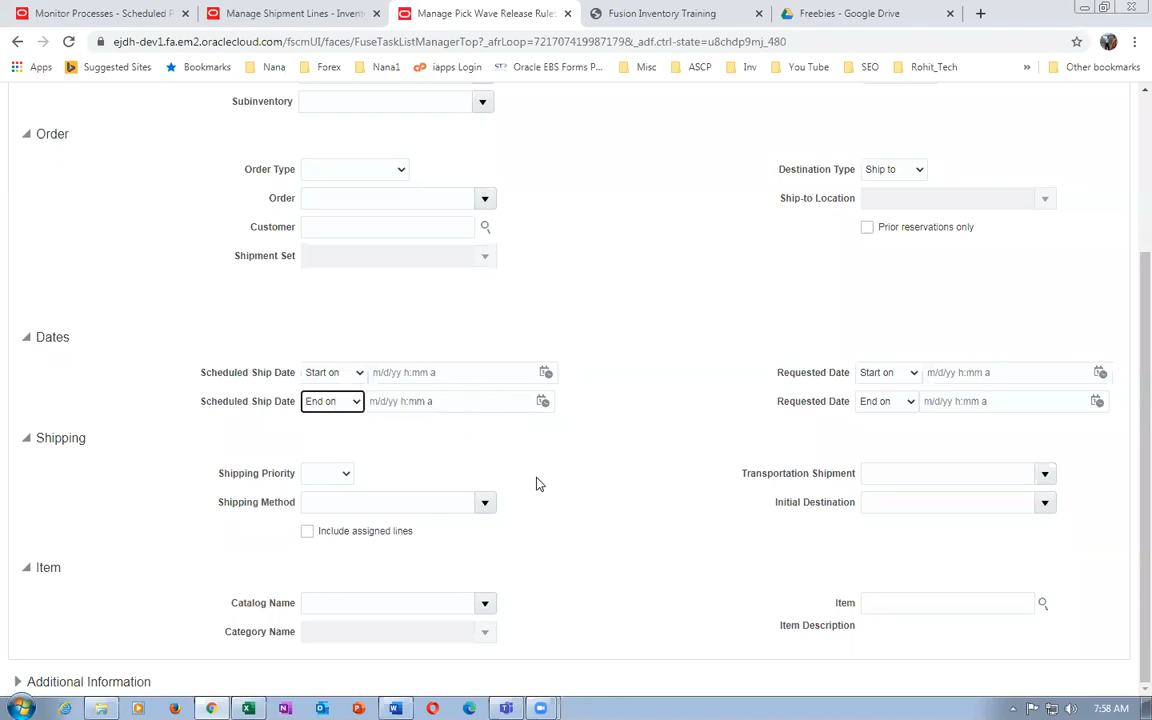 Monitor Processes - Scheduled P
Manage Shipment Lines - Invent
Manage Pick Wave Release Rules
Fusion Inventory Training
Freebies - Google Drive
ejdh-dev1.fa.em2.oraclecloud.com/fscmUI/faces/FuseTaskListManagerTop?_afrLoop=7217074199871798&_adf.ctrl-state=u8chdp9mj_480
Apps Suggested Sites Bookmarks Nana Forex Nana1 iapps Login Oracle EBS Forms P... Misc ASCP Inv You Tube SEO Rohit_Tech » Other bookmarks
Subinventory
Order
Order Type
Destination Type Ship to
Order
Ship-to Location
Customer
Prior reservations only
Shipment Set
Dates
Scheduled Ship Date Start on m/d/yy h:mm a
Requested Date Start on m/d/yy h:mm a
Scheduled Ship Date End on m/d/yy h:mm a
Requested Date End on m/d/yy h:mm a
Shipping
Shipping Priority
Transportation Shipment
Shipping Method
Initial Destination
Include assigned lines
Item
Catalog Name
Item
Category Name
Item Description
Additional Information
7:58 AM